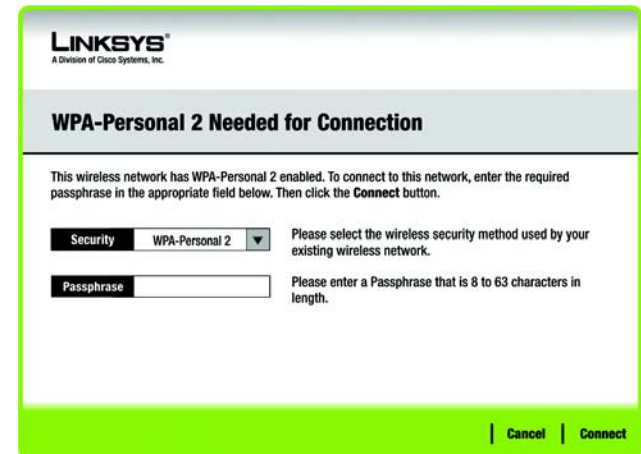 LINKSYS®
A Division of Cisco Systems, Inc.
WPA-Personal 2 Needed for Connection
This wireless network has WPA-Personal 2 enabled. To connect to this network, enter the required
passphrase in the appropriate field below. Then click the Connect button.
Security WPA-Personal 2 Please select the wireless security method used by your
existing wireless network.
Passphrase Please enter a Passphrase that is 8 to 63 characters in
length.
Cancel Connect